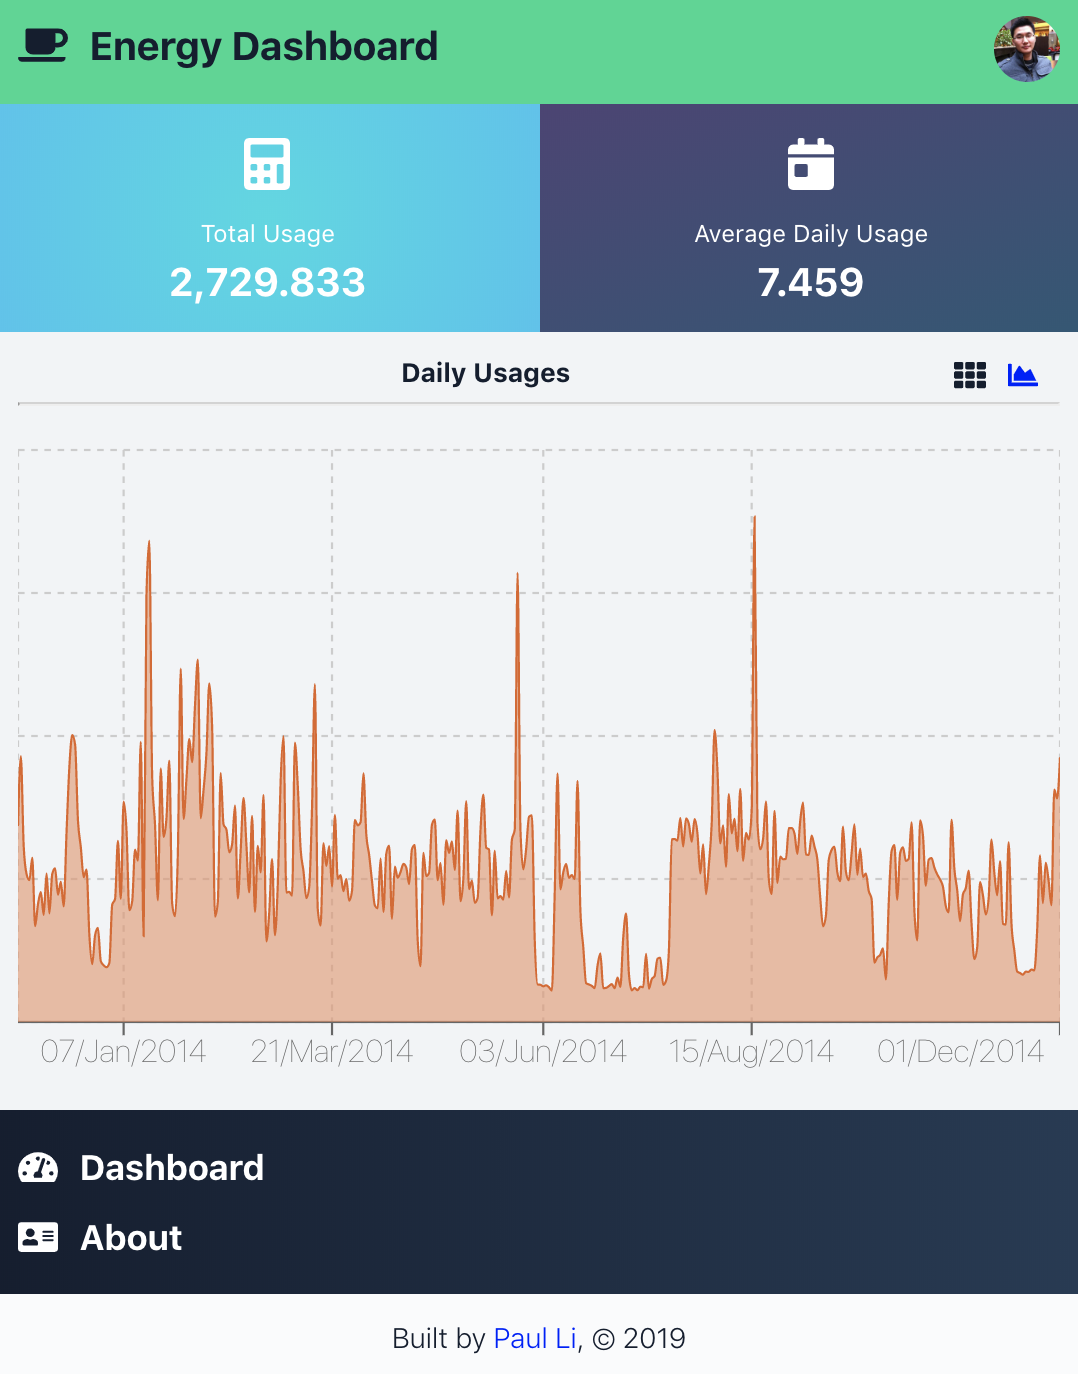 Energy Dashboard
Total Usage
2,729.833
Average Daily Usage
7.459
Daily Usages
07/Jan/2014
21/Mar/2014
03/Jun/2014
15/Aug/2014
01/Dec/2014
Dashboard
About
Built by Paul Li, © 2019